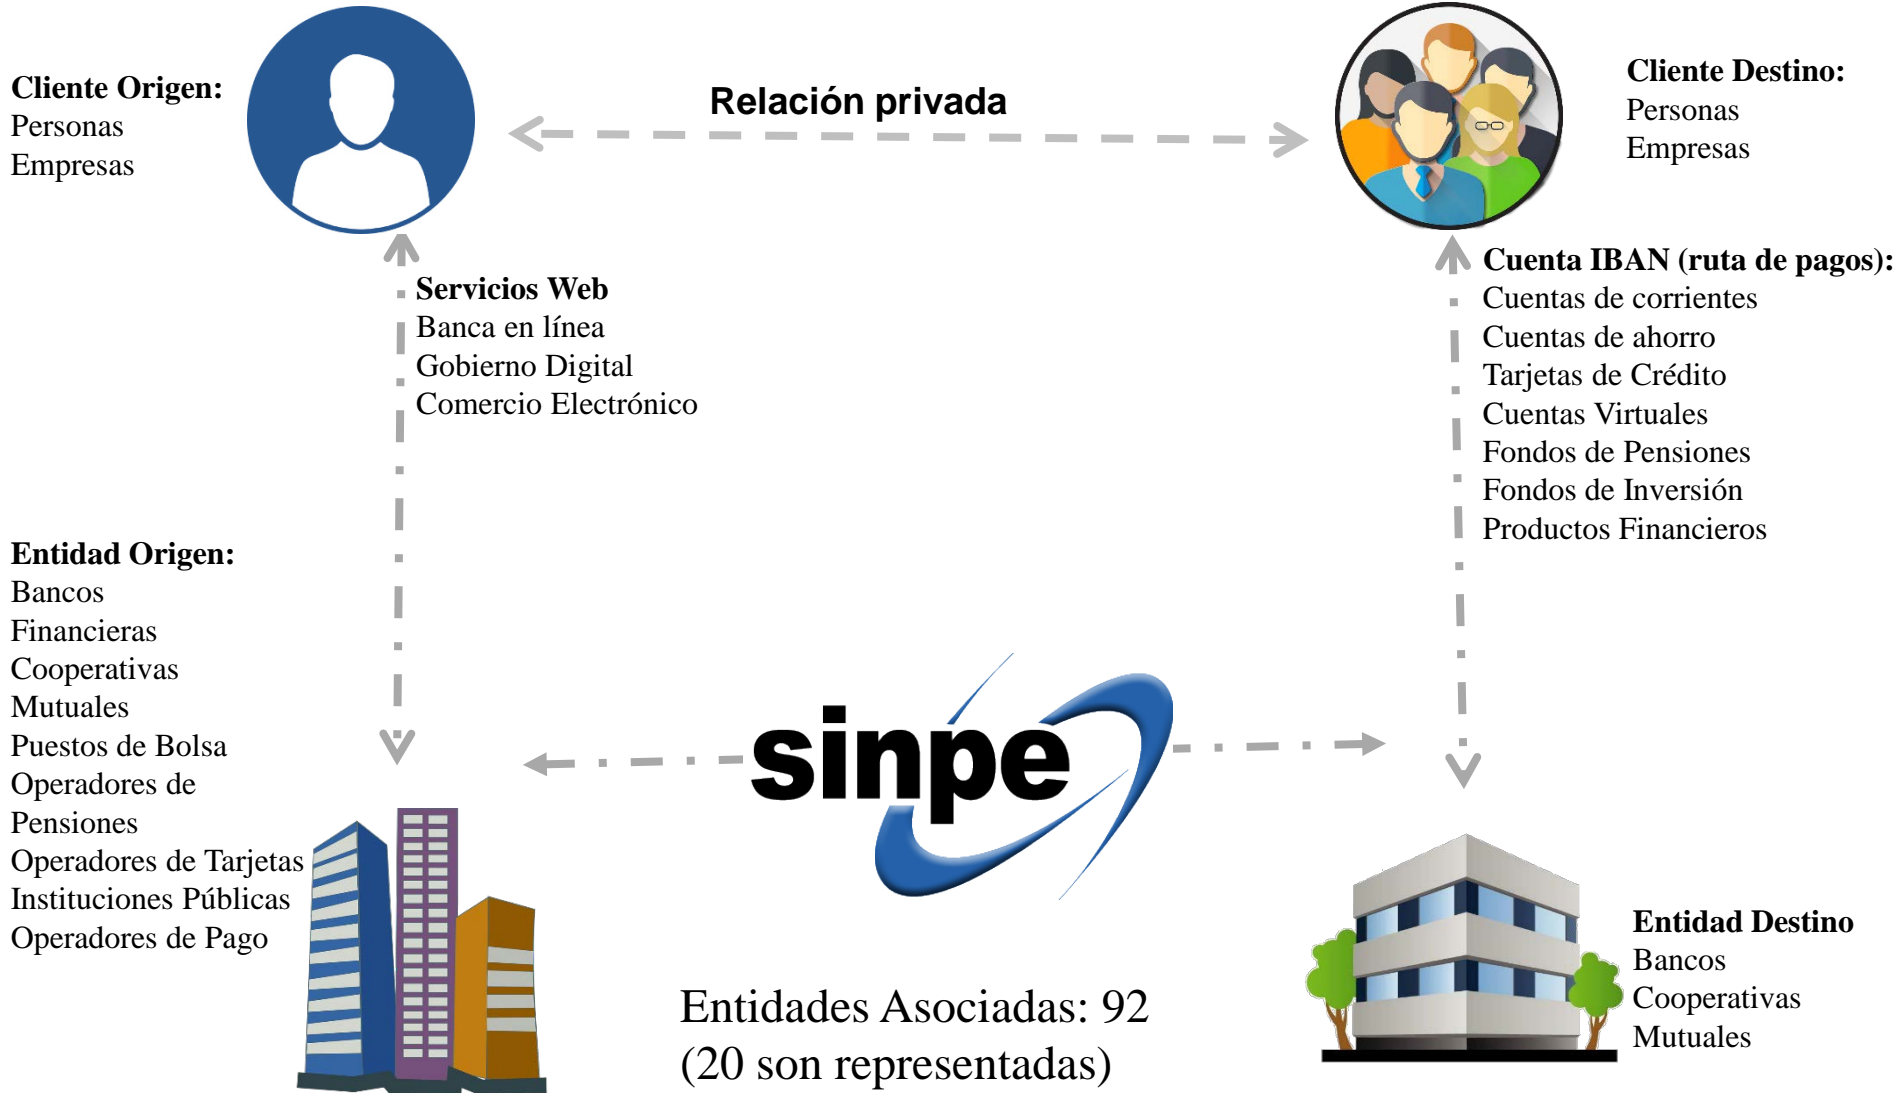 Cliente Origen:
Personas
Empresas
Relación privada
Cliente Destino:
Personas
Empresas
Servicios Web
Banca en línea
Gobierno Digital
Comercio Electrónico
Cuenta IBAN (ruta de pagos):
Cuentas de corrientes
Cuentas de ahorro
Tarjetas de Crédito
Cuentas Virtuales
Fondos de Pensiones
Fondos de Inversión
Productos Financieros
Entidad Origen:
Bancos
Financieras
Cooperativas
Mutuales
Puestos de Bolsa
Operadores de
Pensiones
Operadores de Tarjetas
Instituciones Públicas
Operadores de Pago
sinpe
Entidades Asociadas: 92
(20 son representadas)
Entidad Destino
Bancos
Cooperativas
Mutuales